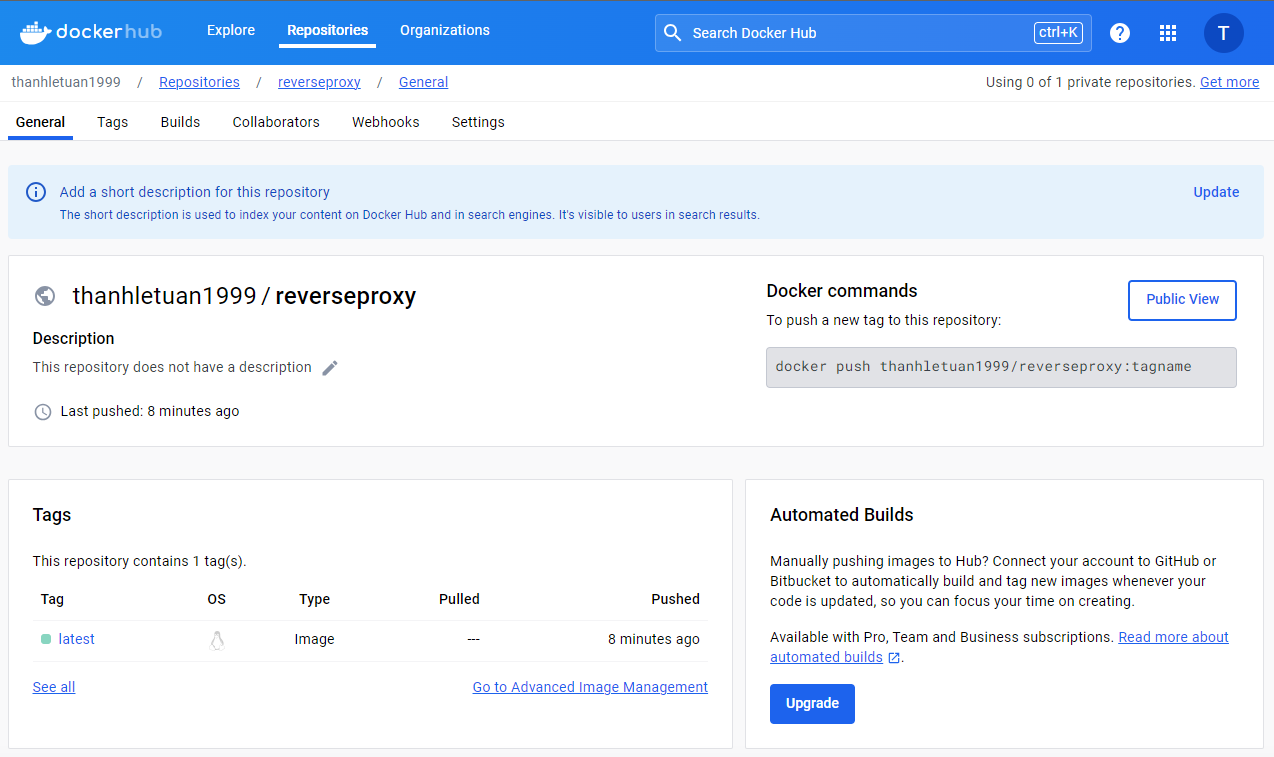 dockerhub Explore Repositories Organizations Search Docker Hub ctrl+K ? T
thanhletuan1999 / Repositories / reverseproxy / General Using 0 of 1 private repositories. Get more
General Tags Builds Collaborators Webhooks Settings
Add a short description for this repository Update
The short description is used to index your content on Docker Hub and in search engines. It's visible to users in search results.
thanhletuan1999 / reverseproxy
Description
This repository does not have a description
Last pushed: 8 minutes ago
Docker commands Public View
To push a new tag to this repository:
docker push thanhletuan1999/reverseproxy:tagname
Tags
This repository contains 1 tag(s).
Tag OS Type Pulled Pushed
latest Image --- 8 minutes ago
See all Go to Advanced Image Management
Automated Builds
Manually pushing images to Hub? Connect your account to GitHub or
Bitbucket to automatically build and tag new images whenever your
code is updated, so you can focus your time on creating.
Available with Pro, Team and Business subscriptions. Read more about
automated builds .
Upgrade